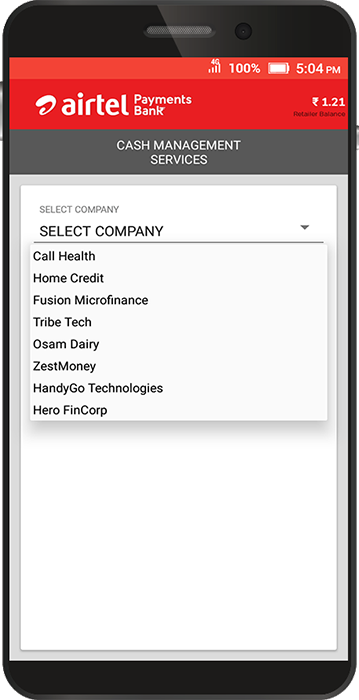 4G
100%
5:04 PM
airtel Payments Bank
₹ 1.21
Retailer Balance
CASH MANAGEMENT
SERVICES
SELECT COMPANY
SELECT COMPANY
Call Health
Home Credit
Fusion Microfinance
Tribe Tech
Osam Dairy
ZestMoney
HandyGo Technologies
Hero FinCorp